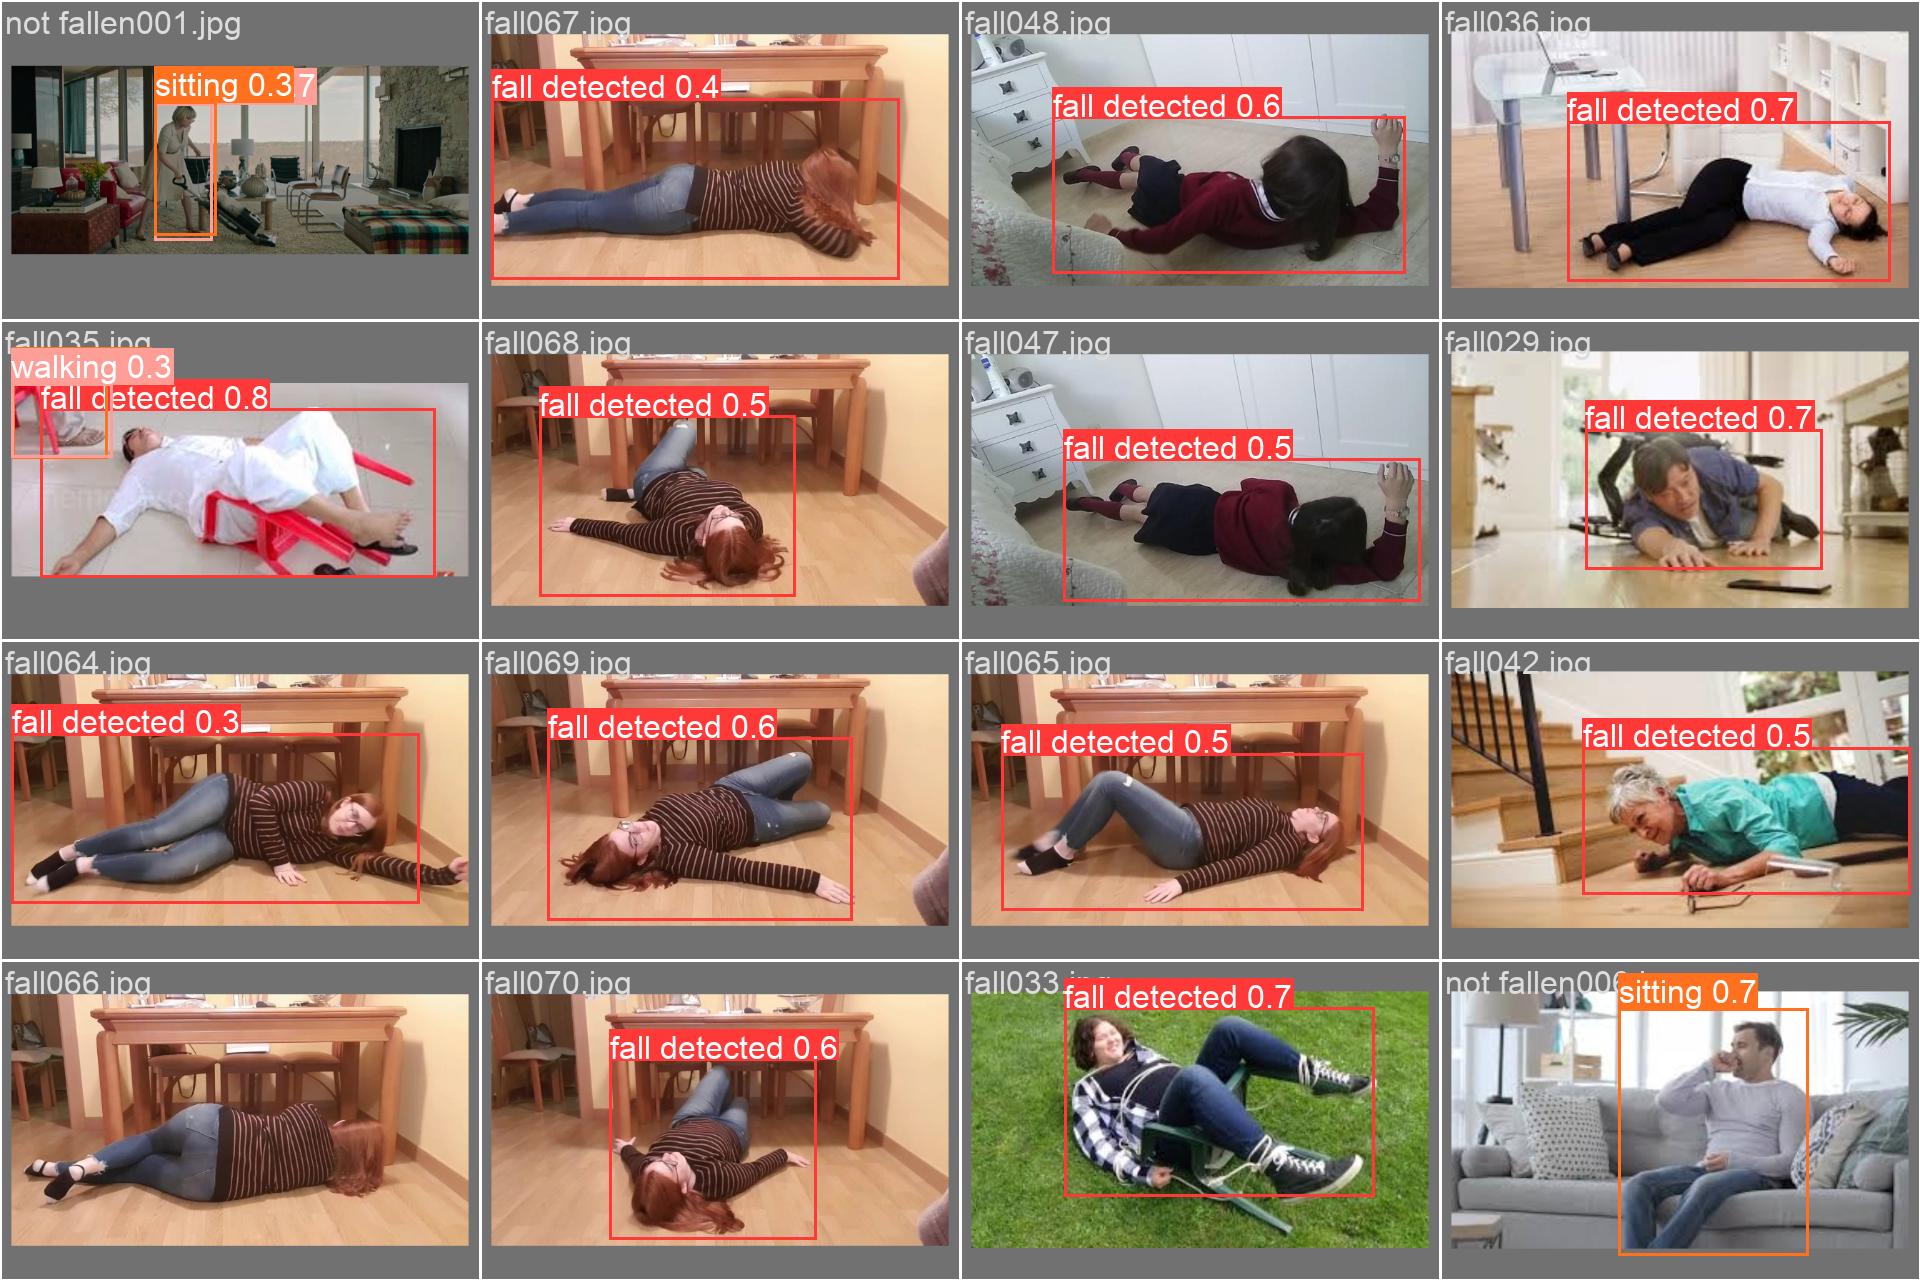 not fallen001.jpg
sitting 0.3
.7
fall067.jpg
fall detected 0.4
fall048.jpg
fall detected 0.6
fall036.jpg
fall detected 0.7
fall035.jpg
walking 0.3
fall detected 0.8
fall068.jpg
fall detected 0.5
fall047.jpg
fall detected 0.5
fall029.jpg
fall detected 0.7
fall064.jpg
fall detected 0.3
fall069.jpg
fall detected 0.6
fall065.jpg
fall detected 0.5
fall042.jpg
fall detected 0.5
fall066.jpg
fall070.jpg
fall detected 0.6
fall033.jpg
fall detected 0.7
not fallen006
sitting 0.7